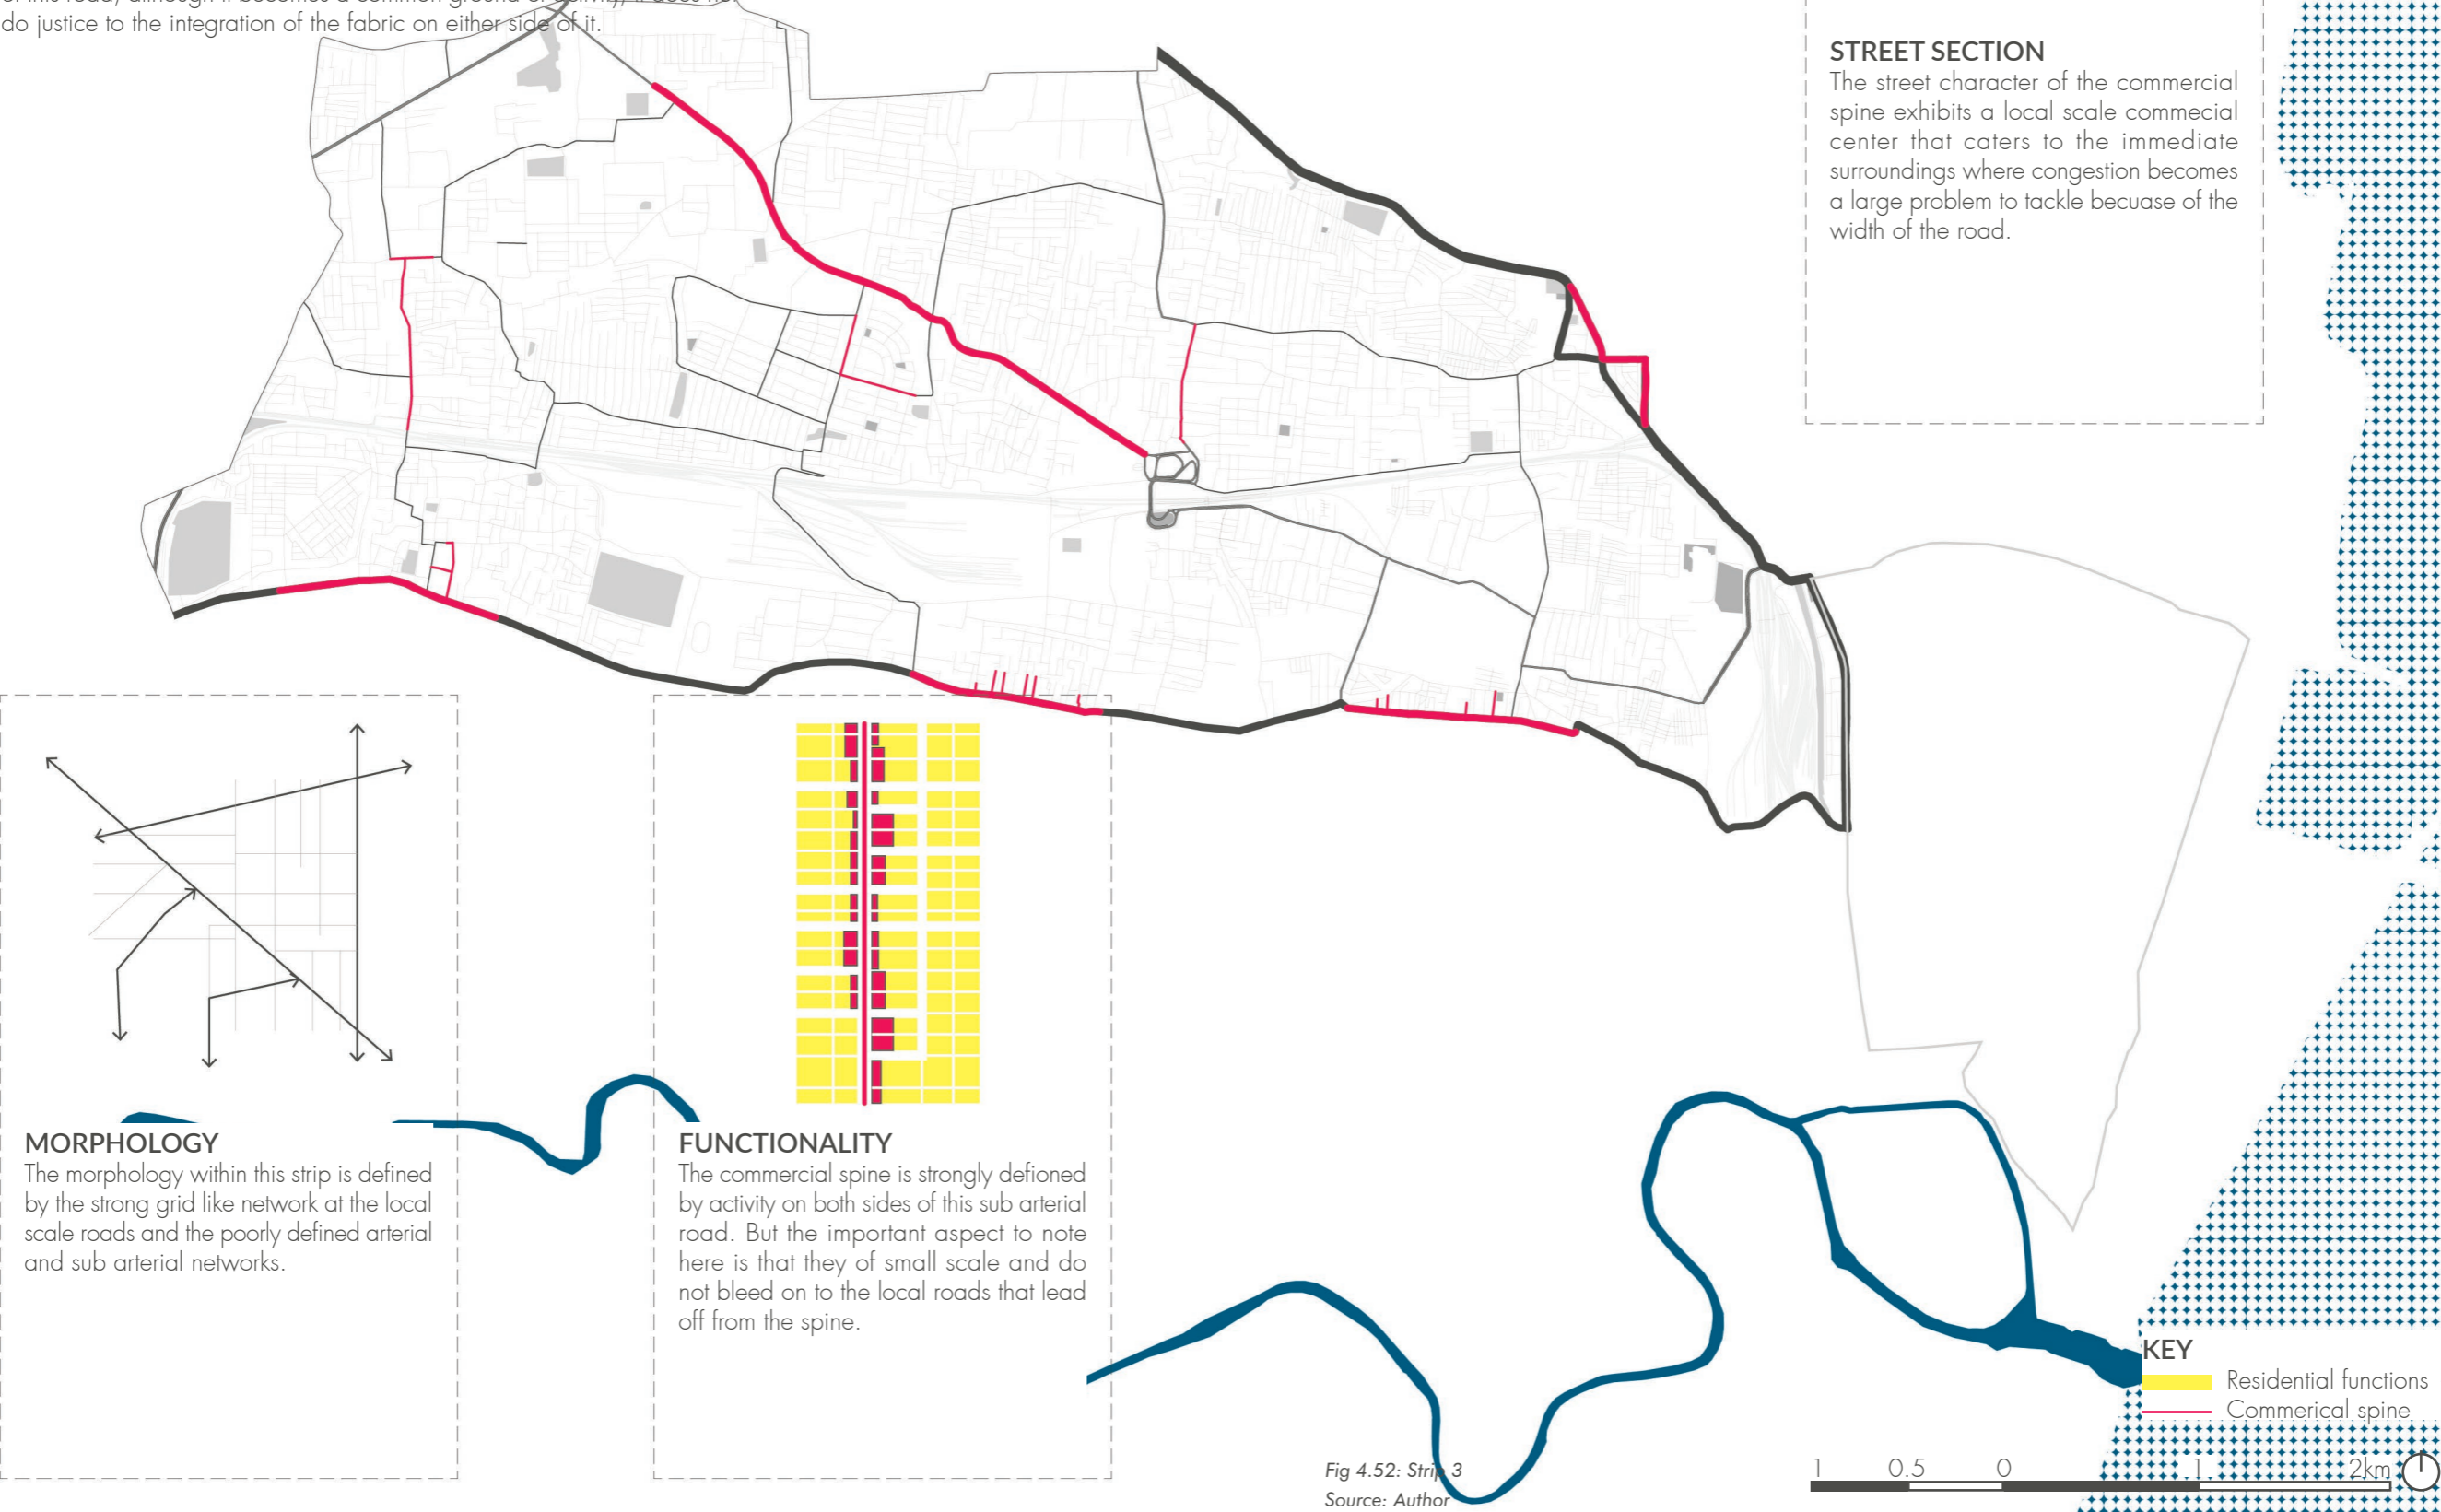 do justice to the integration of the fabric on either side of it.
STREET SECTION
The street character of the commercial
spine exhibits a local scale commecial
center that caters to the immediate
surroundings where congestion becomes
a large problem to tackle becuase of the
width of the road.
MORPHOLOGY
The morphology within this strip is defined
by the strong grid like network at the local
scale roads and the poorly defined arterial
and sub arterial networks.
FUNCTIONALITY
The commercial spine is strongly defioned
by activity on both sides of this sub arterial
road. But the important aspect to note
here is that they of small scale and do
not bleed on to the local roads that lead
off from the spine.
KEY
Residential functions
Commerical spine
Fig 4.52: Strip 3
Source: Author
1 0.5 0 1 2km